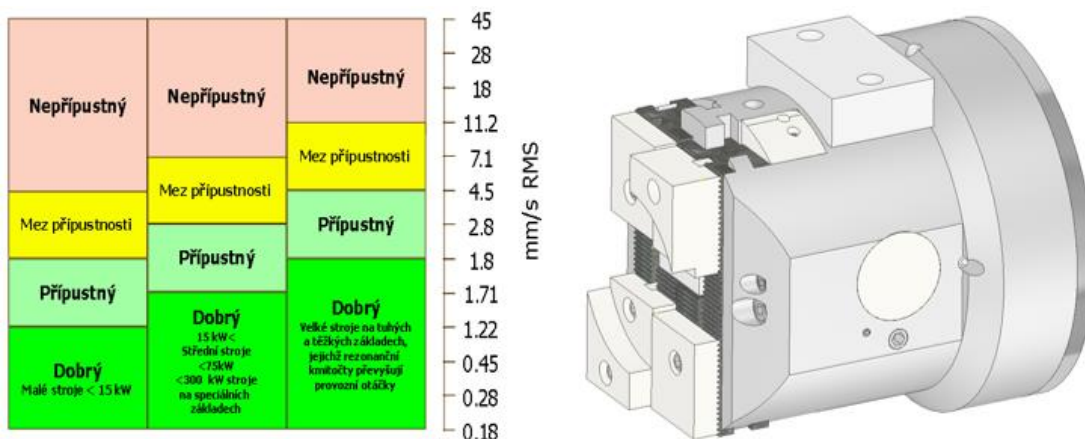 Nepřípustný
Mez přípustnosti
Přípustný
Dobrý
Malé stroje < 15 kW
Nepřípustný
Mez přípustnosti
Přípustný
Dobrý
15 kW<
Střední stroje
<75kW
<300 kW stroje
na speciálních
základech
Nepřípustný
Mez přípustnosti
Přípustný
Dobrý
Velké stroje na tuhých
a těžkých základech,
jejichž rezonanční
kmitočty převyšují
provozní otáčky
45
28
18
11.2
7.1
4.5
2.8
1.8
1.71
1.22
0.45
0.28
0.18
mm/s RMS